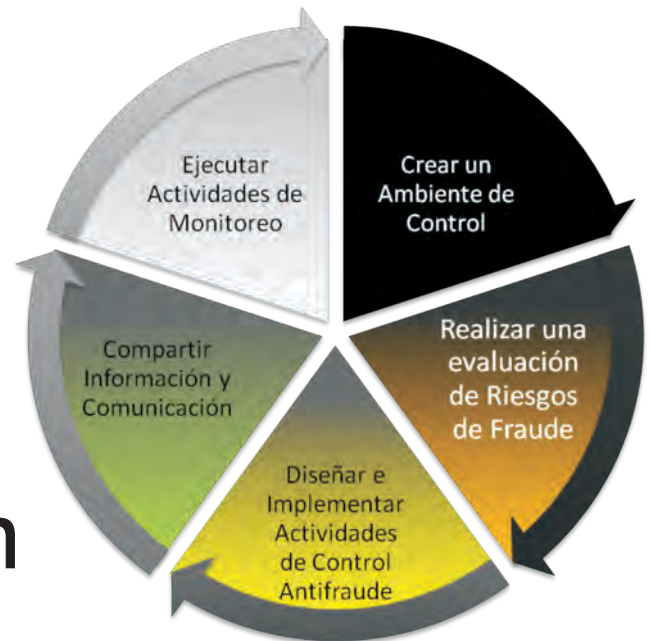 Ejecutar
Actividades de
Monitoreo
Crear un
Ambiente de
Control
Realizar una
evaluación
de Riesgos
de Fraude
Diseñar e
Implementar
Actividades
de Control
Antifraude
Compartir
Información y
Comunicación
n